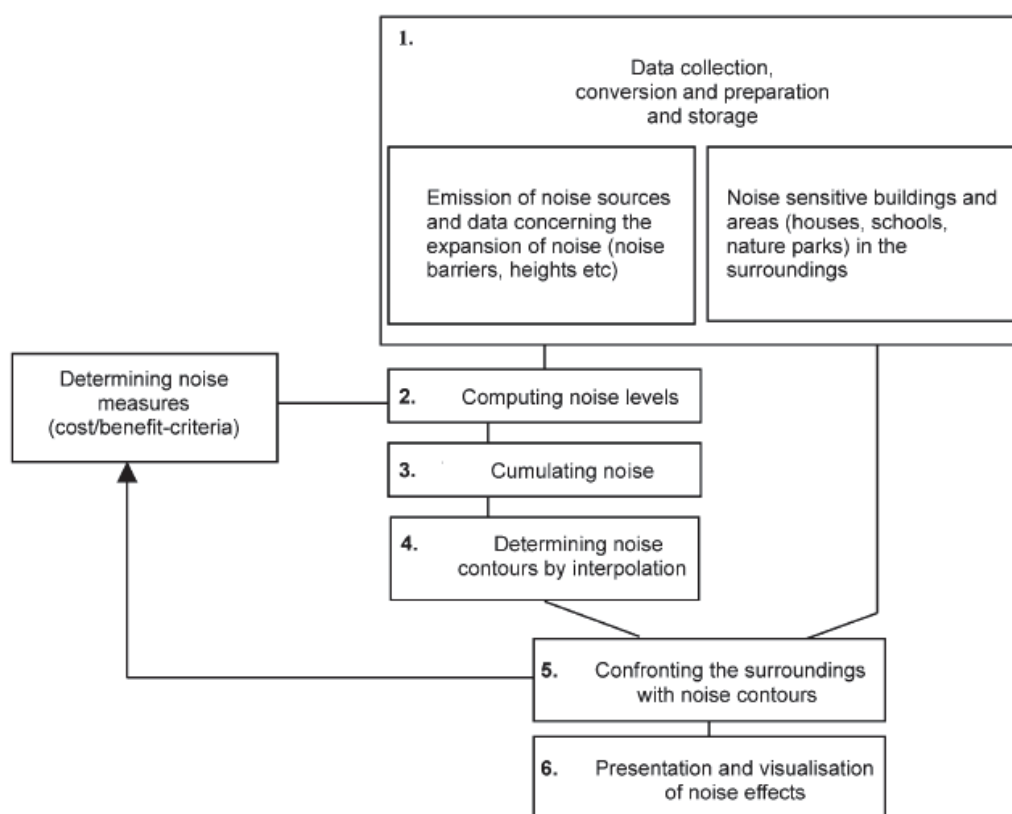 1.
Data collection,
conversion and preparation
and storage
Emission of noise sources
and data concerning the
expansion of noise (noise
barriers, heights etc)
Noise sensitive buildings and
areas (houses, schools,
nature parks) in the
surroundings
Determining noise
measures
(cost/benefit-criteria)
2. Computing noise levels
3. Cumulating noise
4. Determining noise
contours by interpolation
5. Confronting the surroundings
with noise contours
6. Presentation and visualisation
of noise effects